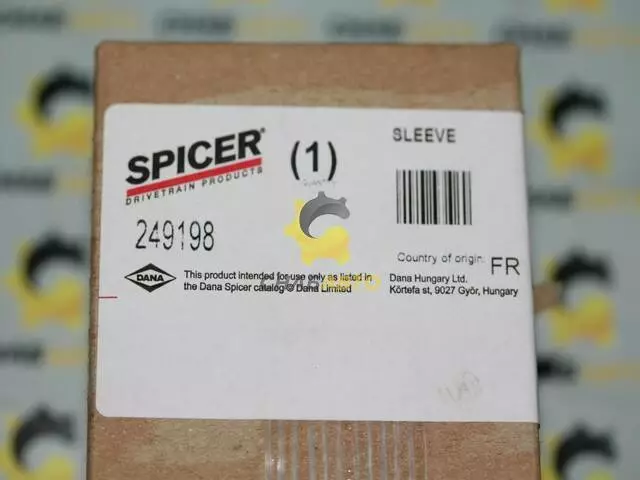 SPICER®
DRIVETRAIN PRODUCTS
(1)
SLEEVE
249198
Country of origin: FR
DANA
This product intended for use only as listed in
the Dana Spicer catalog © Dana Limited
Dana Hungary Ltd.
Körtefa st, 9027 Győr, Hungary